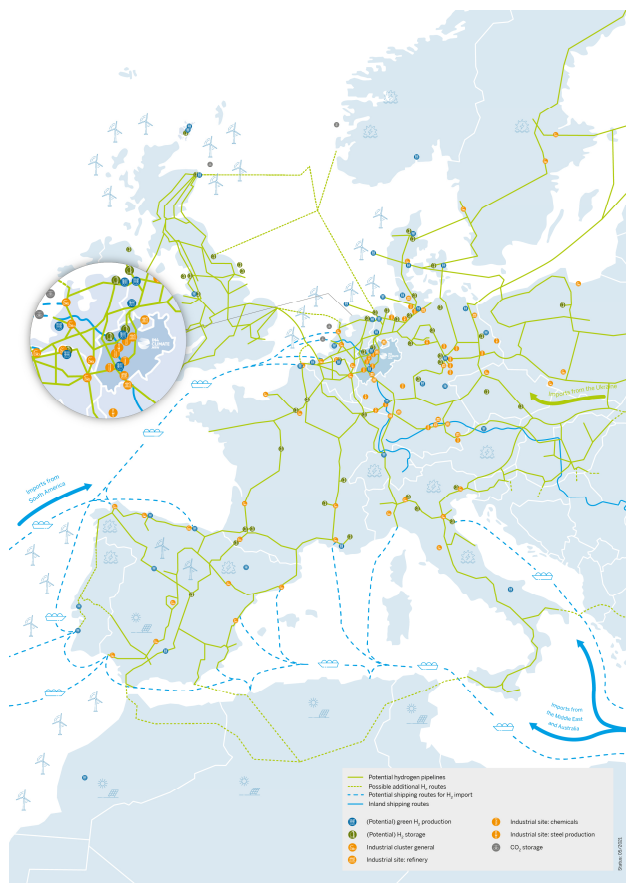 Imports from the Ukraine
Imports from
South America
Imports from
the Middle East
and Australia
Potential hydrogen pipelines
Possible additional H₂ routes
Potential shipping routes for H₂ import
Inland shipping routes
(Potential) green H₂ production
(Potential) H₂ storage
Industrial cluster general
Industrial site: refinery
Industrial site: chemicals
Industrial site: steel production
CO₂ storage
Status: 05/2021